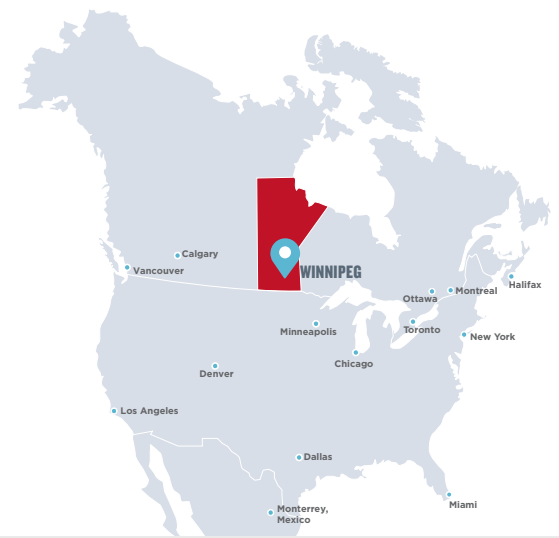 Calgary
Vancouver
WINNIPEG
Halifax
Ottawa
Montreal
Minneapolis
Toronto
New York
Chicago
Denver
Los Angeles
Dallas
Miami
Monterrey,
Mexico